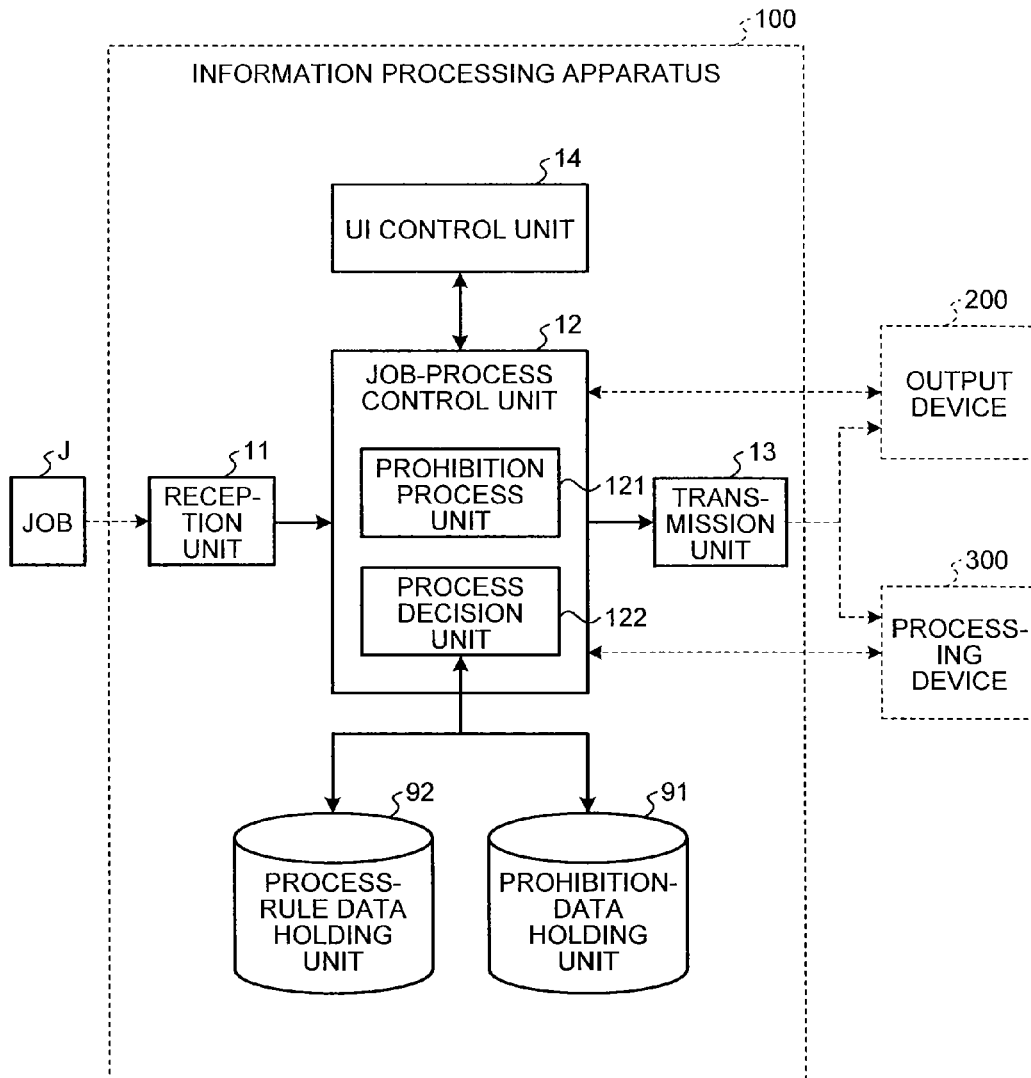 100
INFORMATION PROCESSING APPARATUS
14
UI CONTROL UNIT
12
JOB-PROCESS
CONTROL UNIT
200
OUTPUT
DEVICE
J
JOB
11
RECEP-
TION
UNIT
PROHIBITION
PROCESS
UNIT
121
13
TRANS-
MISSION
UNIT
PROCESS
DECISION
UNIT
122
300
PROCESS-
ING
DEVICE
92
PROCESS-
RULE DATA
HOLDING
UNIT
91
PROHIBITION-
DATA
HOLDING
UNIT